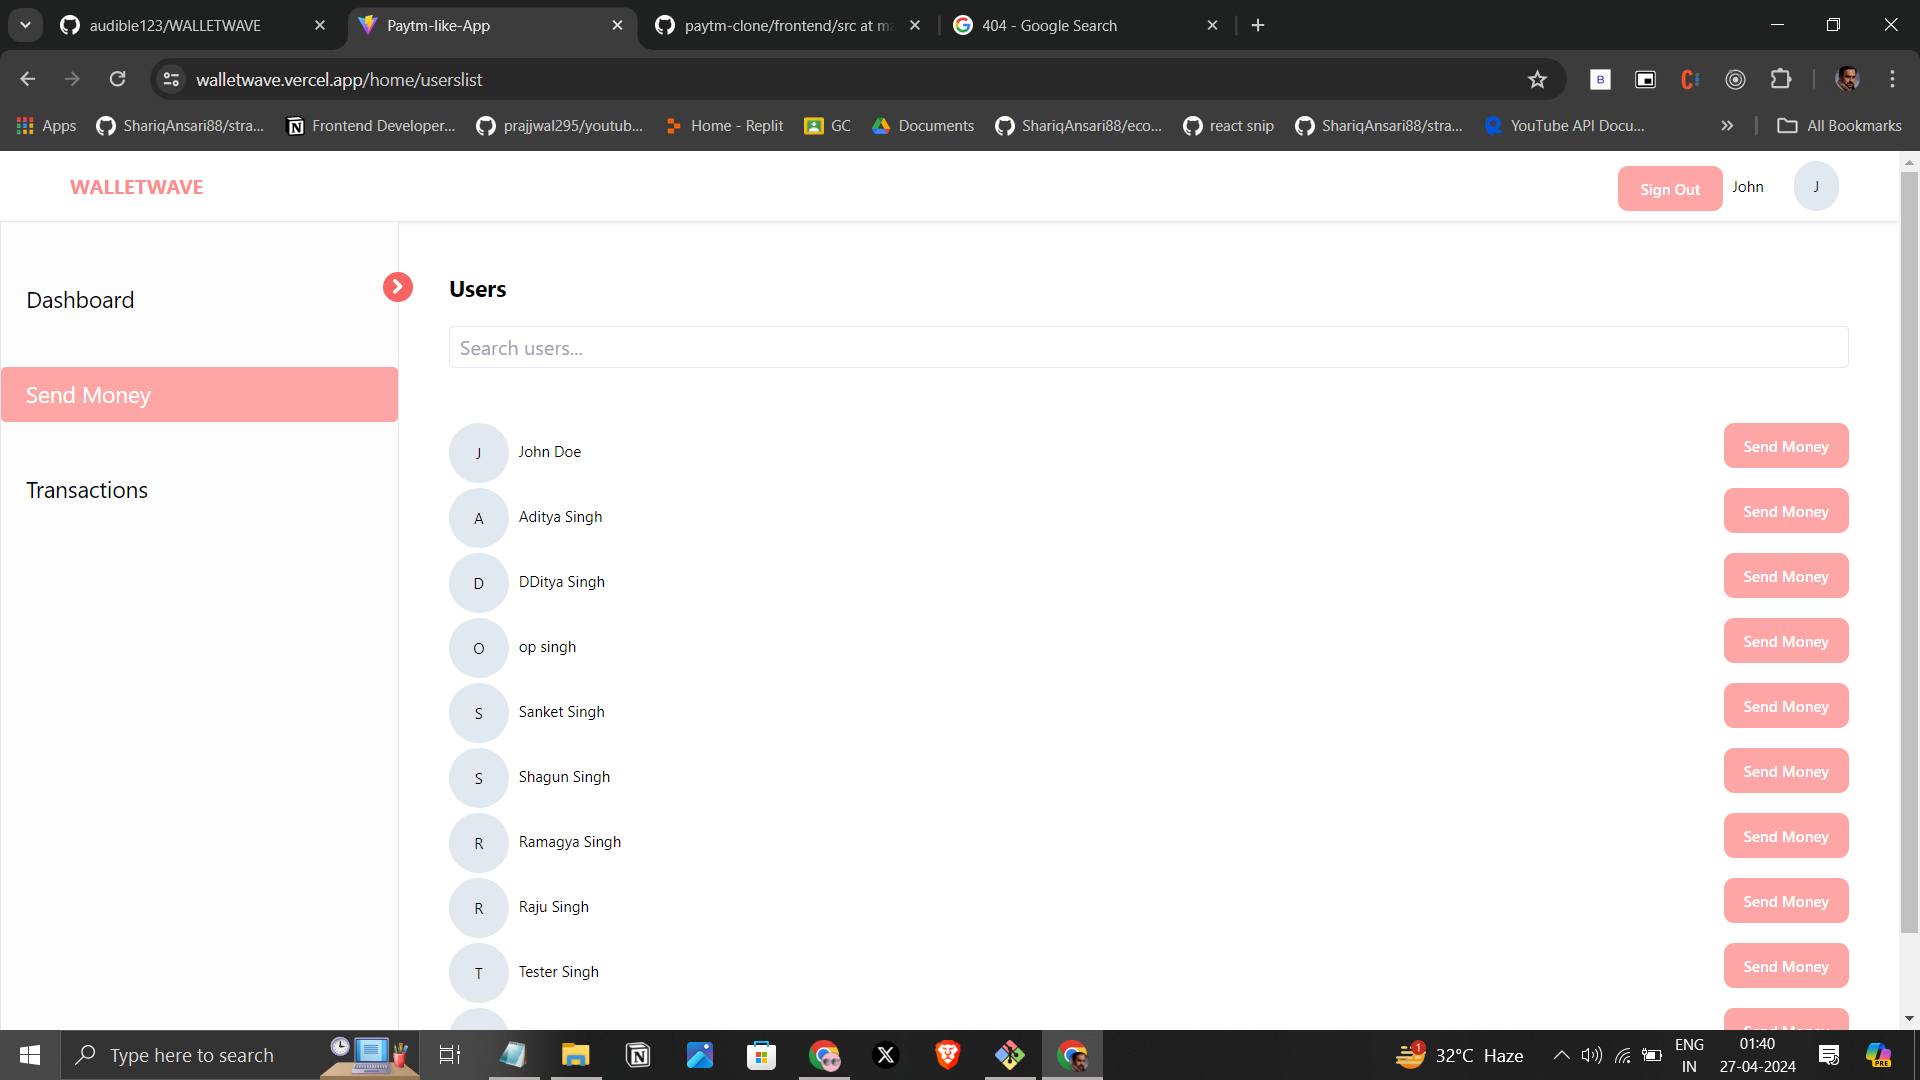 audible123/WALLETWAVE
Paytm-like-App
paytm-clone/frontend/src at ma
404 - Google Search
walletwave.vercel.app/home/userslist
Apps
ShariqAnsari88/stra...
Frontend Developer...
prajjwal295/youtub...
Home - Replit
GC
Documents
ShariqAnsari88/eco...
react snip
ShariqAnsari88/stra...
YouTube API Docu...
All Bookmarks
WALLETWAVE
Sign Out
John
J
Dashboard
Send Money
Transactions
Users
Search users...
J John Doe Send Money
A Aditya Singh Send Money
D DDitya Singh Send Money
O op singh Send Money
S Sanket Singh Send Money
S Shagun Singh Send Money
R Ramagya Singh Send Money
R Raju Singh Send Money
T Tester Singh Send Money
Type here to search
1
32°C Haze
ENG
IN
01:40
27-04-2024
PRE